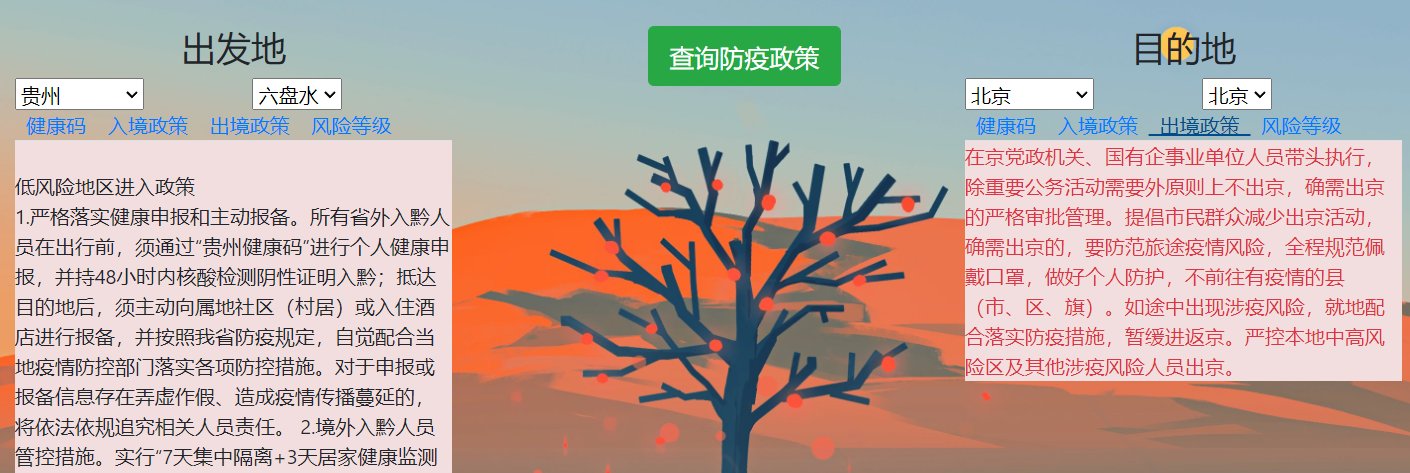 出发地
查询防疫政策
目的地
贵州
六盘水
北京
北京
健康码 入境政策 出境政策 风险等级
健康码 入境政策 出境政策 风险等级
低风险地区进入政策
1.严格落实健康申报和主动报备。所有省外入黔人
员在出行前，须通过“贵州健康码”进行个人健康申
报，并持48小时内核酸检测阴性证明入黔；抵达
目的地后，须主动向属地社区（村居）或入住酒
店进行报备，并按照我省防疫规定，自觉配合当
地疫情防控部门落实各项防控措施。对于申报或
报备信息存在弄虚作假、造成疫情传播蔓延的，
将依法依规追究相关人员责任。 2.境外入黔人员
管控措施。实行“7天集中隔离+3天居家健康监测
在京党政机关、国有企事业单位人员带头执行，
除重要公务活动需要外原则上不出京，确需出京
的严格审批管理。提倡市民群众减少出京活动，
确需出京的，要防范旅途疫情风险，全程规范佩
戴口罩，做好个人防护，不前往有疫情的县
（市、区、旗）。如途中出现涉疫风险，就地配
合落实防疫措施，暂缓进返京。严控本地中高风
险区及其他涉疫风险人员出京。